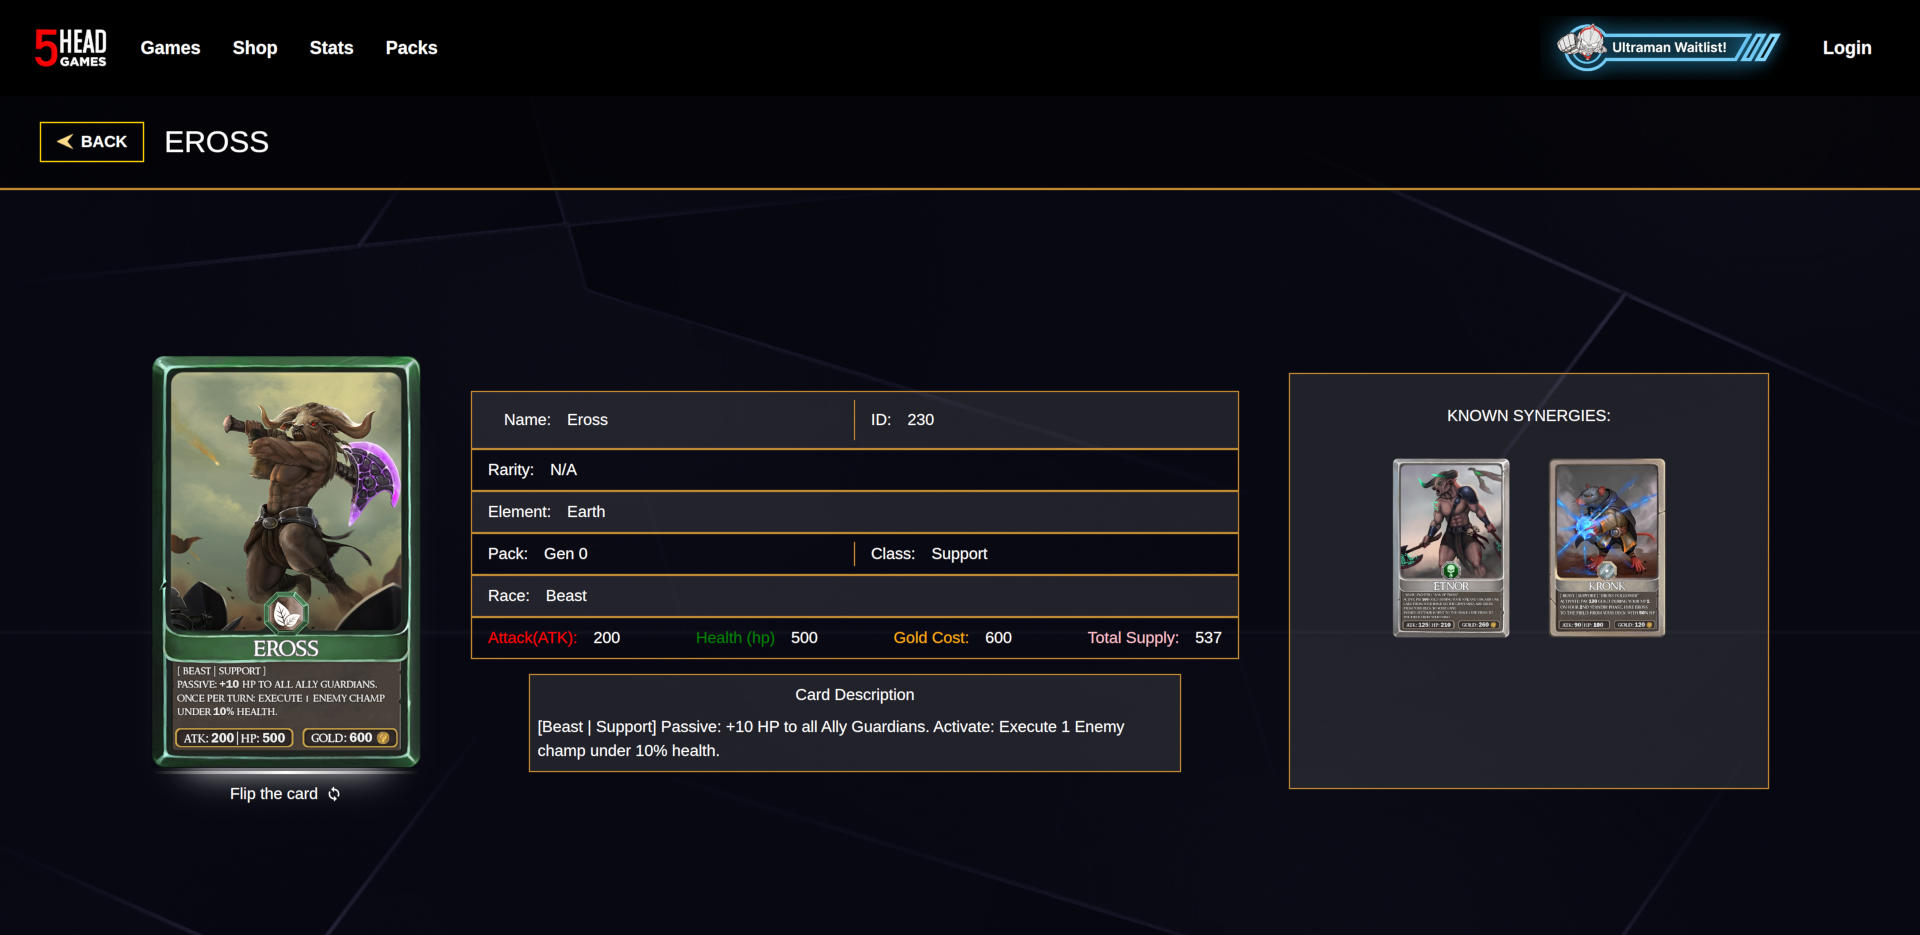 5HEAD GAMES
Games Shop Stats Packs
Ultraman Waitlist!
Login
BACK
EROSS
EROSS
[ BEAST | SUPPORT ]
PASSIVE: +10 HP TO ALL ALLY GUARDIANS.
ONCE PER TURN: EXECUTE 1 ENEMY CHAMP
UNDER 10% HEALTH.
ATK: 200 | HP: 500 GOLD: 600
Flip the card
Name: Eross ID: 230
Rarity: N/A
Element: Earth
Pack: Gen 0 Class: Support
Race: Beast
Attack(ATK): 200 Health (hp) 500 Gold Cost: 600 Total Supply: 537
Card Description
[Beast | Support] Passive: +10 HP to all Ally Guardians. Activate: Execute 1 Enemy
champ under 10% health.
KNOWN SYNERGIES:
ETNOR
ATK: 125 | HP: 210 GOLD: 260
KRONK
ATK: 90 | HP: 180 GOLD: 120